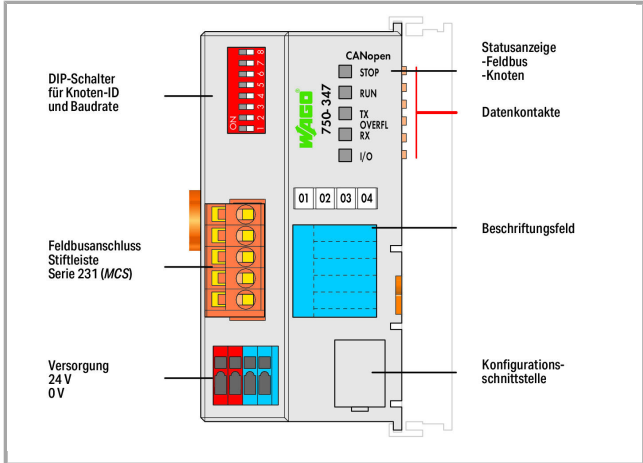 DIP-Schalter
für Knoten-ID
und Baudrate
Feldbusanschluss
Stiftleiste
Serie 231 (MCS)
Versorgung
24 V
0 V
ON
1 2 3 4 5 6 7 8
WAGO
750-347
CANopen
STOP
RUN
TX
OVERFL
RX
I/O
01 02 03 04
Statusanzeige
-Feldbus
-Knoten
Datenkontakte
Beschriftungsfeld
Konfigurations-
schnittstelle